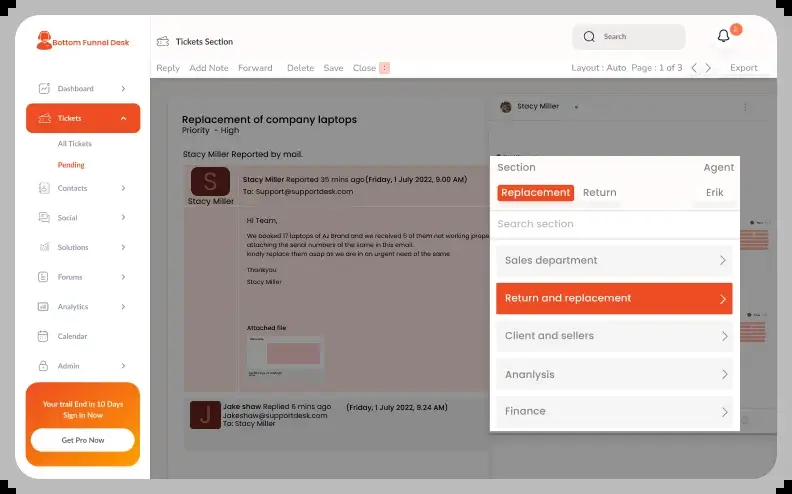 Bottom Funnel Desk
Tickets Section
Search
2
Reply Add Note Forward Delete Save Close :
Layout : Auto Page : 1 of 3 Export
Dashboard
Tickets
All Tickets
Pending
Contacts
Social
Solutions
Forums
Analytics
Calendar
Admin
Your trail End in 10 Days
Sign in Now
Get Pro Now
Replacement of company laptops
Priority - High
Stacy Miller Reported by mail.
S
Stacy Miller
Stacy Miller Reported 35 mins ago(Friday, 1 July 2022, 9.00 AM)
To: Support@supportdesk.com
Hi Team,
We booked 17 laptops of Az Brand and we received 5 of them not working prope
attaching the serial numbers of the same in this email.
kindly replace them asap as we are in an urgent need of the same
Thankyou
Stacy Miller
Attached file
J
Jake shaw Replied 6 mins ago (Friday, 1 July 2022, 9.24 AM)
Jakeshaw@supportdesk.com
To: Stacy Miller
Stacy Miller
Section Agent
Replacement Return Erik
Search section
Sales department
Return and replacement
Client and sellers
Ananlysis
Finance